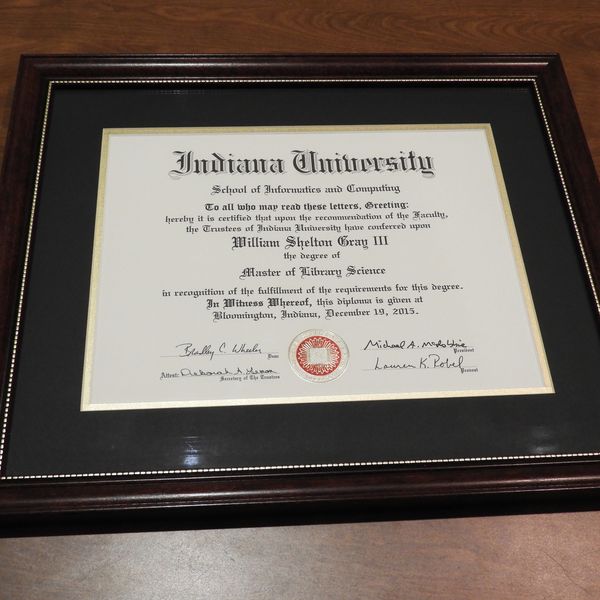 Indiana University
School of Informatics and Computing
To all who may read these letters, Greeting:
hereby it is certified that upon the recommendation of the Faculty,
the Trustees of Indiana University have conferred upon
William Shelton Gray III
the degree of
Master of Library Science
in recognition of the fulfillment of the requirements for this degree.
In Witness Whereof, this diploma is given at
Bloomington, Indiana, December 19, 2015.
Bradley C. Wheeler
Dean
Michael A. McRobbie
President
Attest: Deborah A. Lemon
Secretary of The Trustees
Lauren K. Robel
Provost